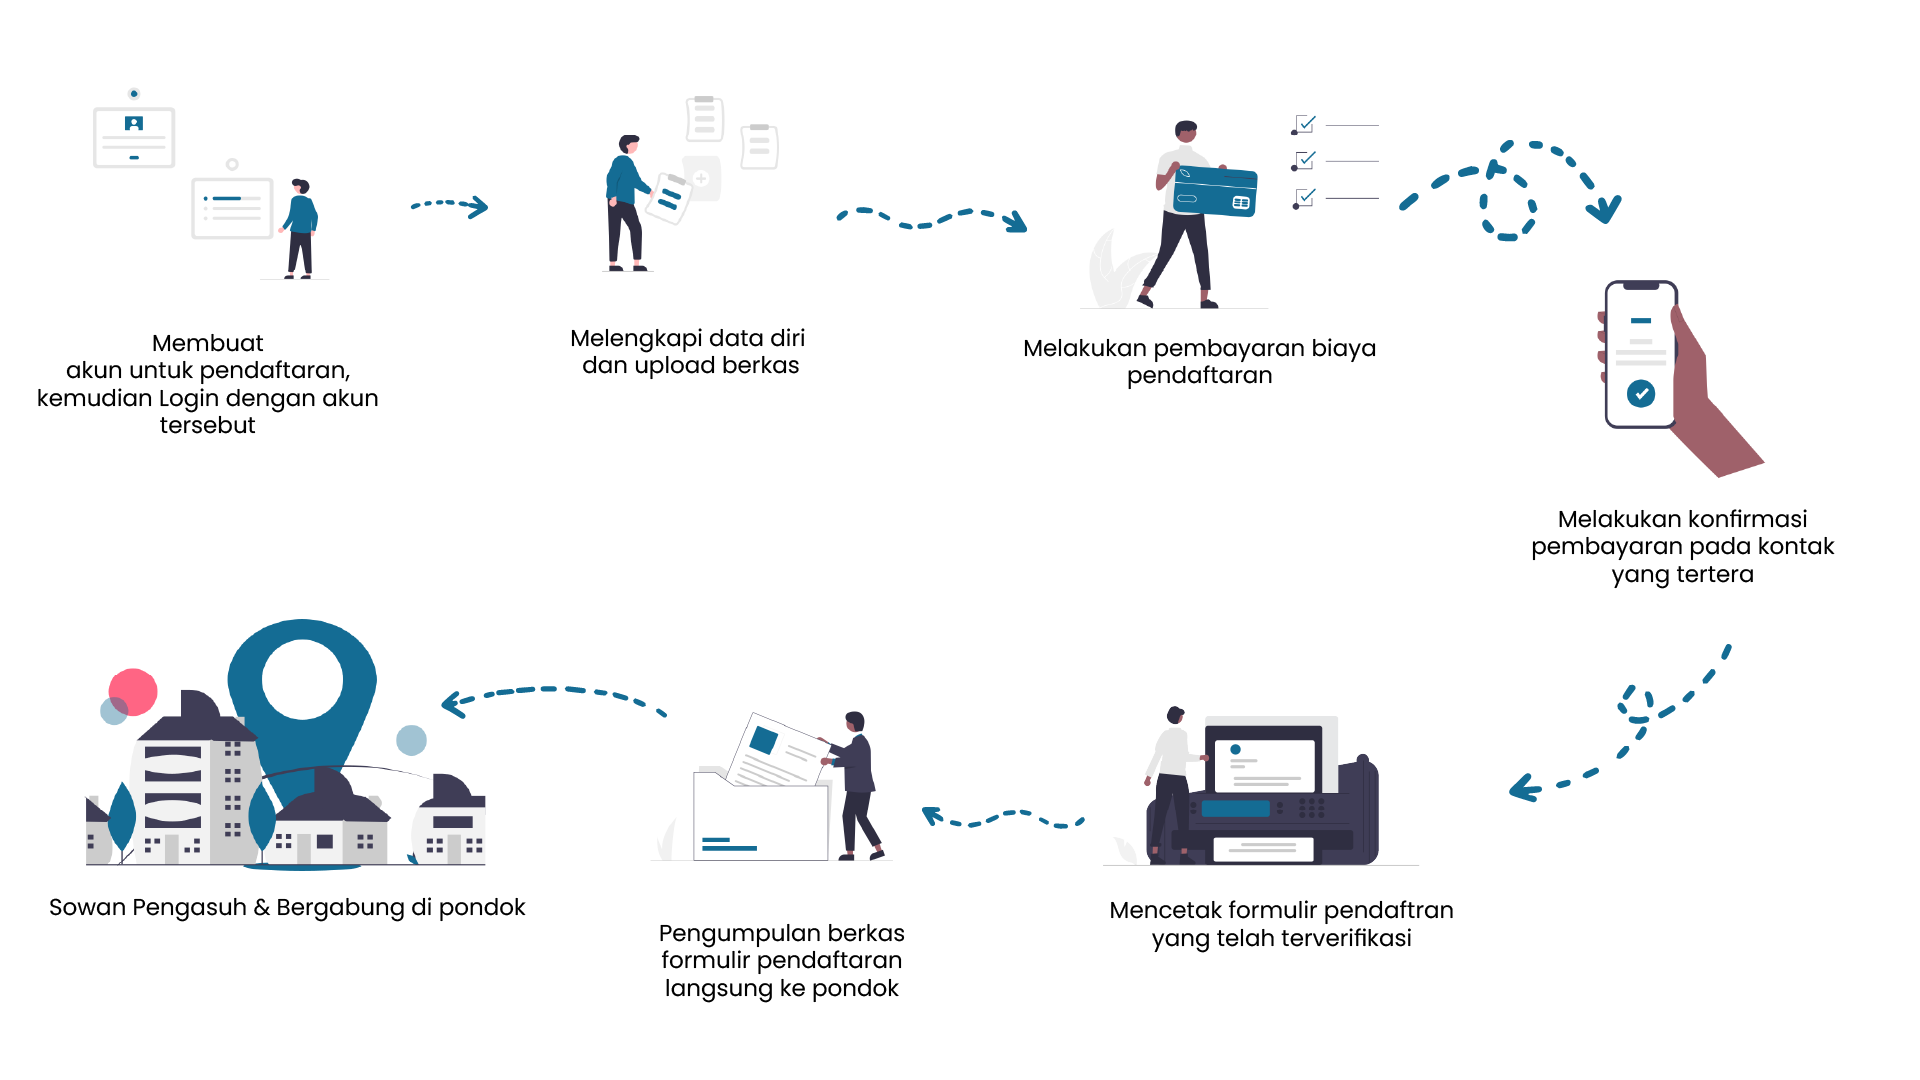 Membuat
akun untuk pendaftaran,
kemudian Login dengan akun
tersebut
Melengkapi data diri
dan upload berkas
Melakukan pembayaran biaya
pendaftaran
Melakukan konfirmasi
pembayaran pada kontak
yang tertera
Mencetak formulir pendaftran
yang telah terverifikasi
Pengumpulan berkas
formulir pendaftaran
langsung ke pondok
Sowan Pengasuh & Bergabung di pondok